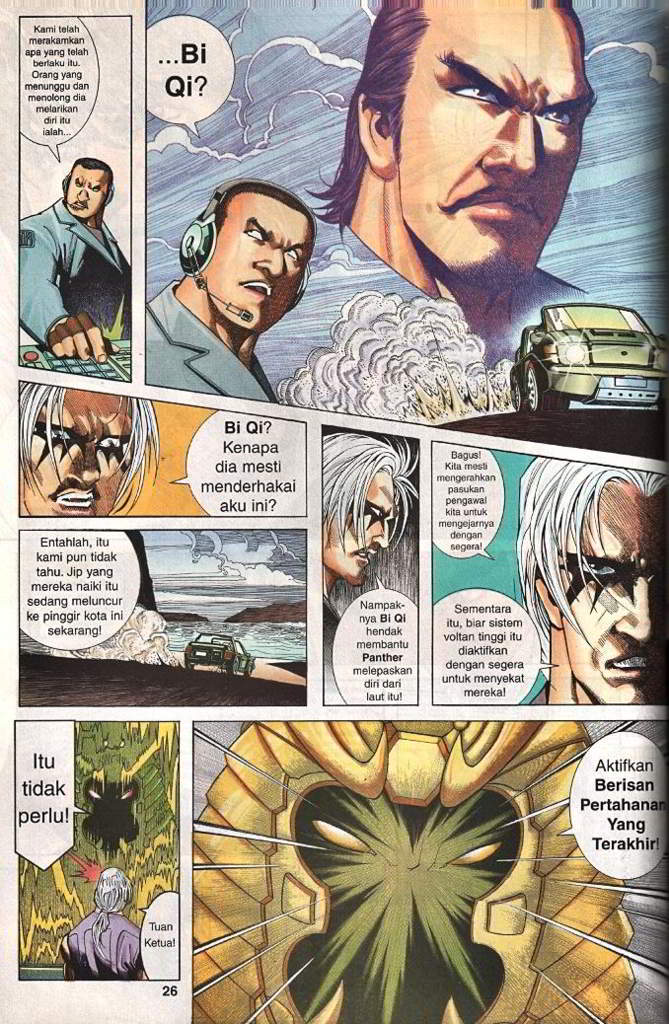 Kami telah
merakamkan
apa yang telah
berlaku itu.
Orang yang
menunggu dan
menolong dia
melarikan
diri itu
ialah...
...Bi
Qi?
Bi Qi?
Kenapa
dia mesti
menderhakai
aku ini?
Entahlah, itu
kami pun tidak
tahu. Jip yang
mereka naiki itu
sedang meluncur
ke pinggir kota ini
sekarang!
Nampak-
nya Bi Qi
hendak
membantu
Panther
melepaskan
diri dari
laut itu!
Bagus!
Kita mesti
mengerahkan
pasukan
pengawal
kita untuk
mengejarnya
dengan
segera!
Sementara
itu, biar sistem
voltan tinggi itu
diaktifkan
dengan segera
untuk menyekat
mereka!
Itu
tidak
perlu!
Tuan
Ketua!
Aktifkan
Berisan
Pertahanan
Yang
Terakhir!
26